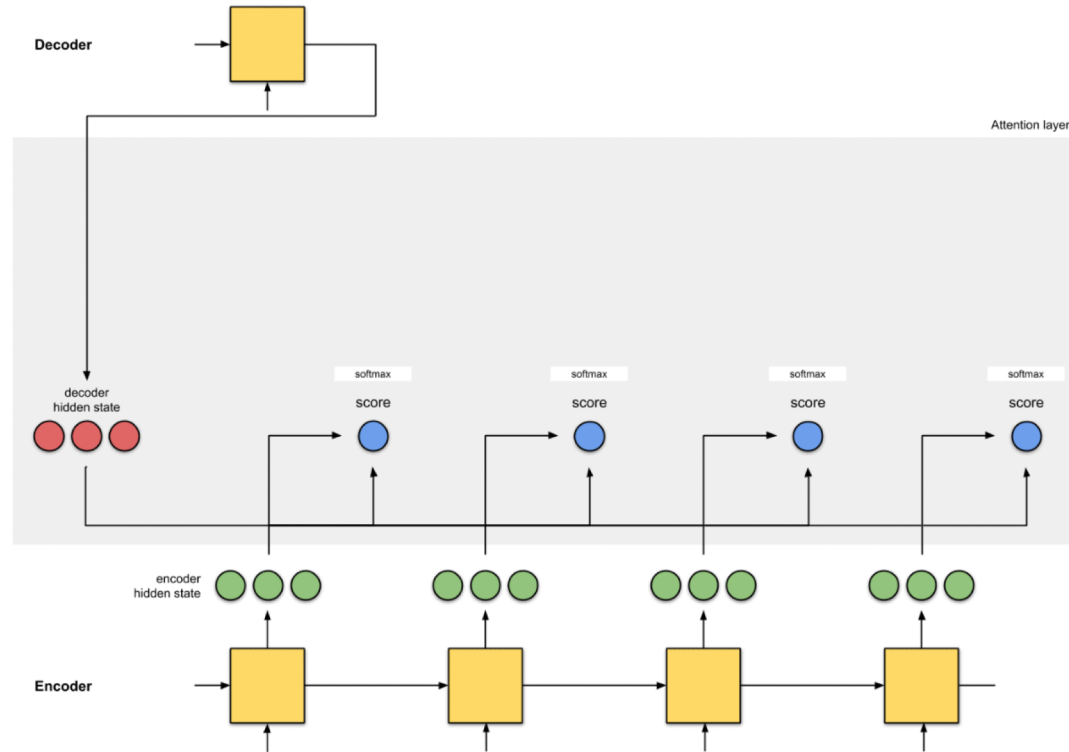 Decoder
Attention layer
decoder
hidden state
softmax
softmax
softmax
softmax
score
score
score
score
encoder
hidden state
Encoder